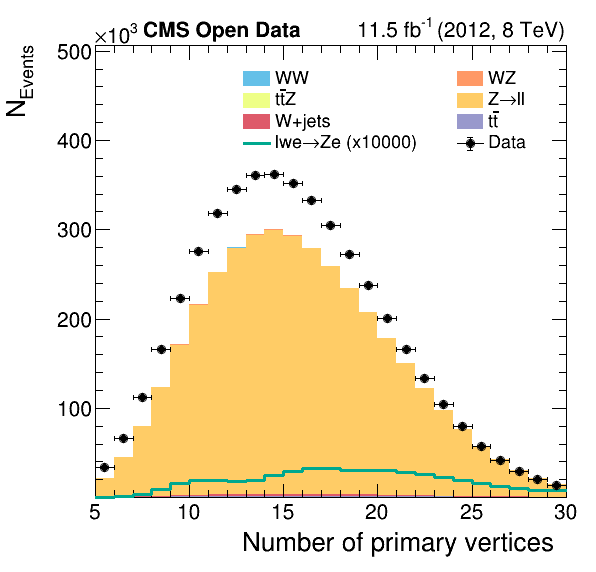 ×10³ CMS Open Data 11.5 fb⁻¹ (2012, 8 TeV)
N_Events
500
400
300
200
100
WW WZ
tt̄Z Z→ll
W+jets tt̄
lwe→Ze (x10000) Data
5 10 15 20 25 30
Number of primary vertices